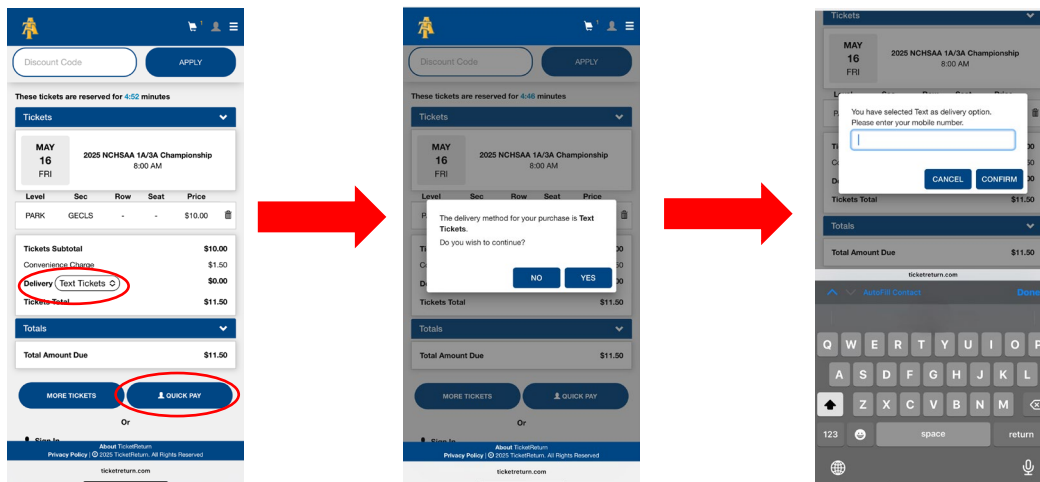 1
Discount Code
APPLY
These tickets are reserved for 4:52 minutes
Tickets
MAY
16
FRI
2025 NCHSAA 1A/3A Championship
8:00 AM
Level Sec Row Seat Price
PARK GECLS - - $10.00
Tickets Subtotal $10.00
Convenience Charge $1.50
Delivery Text Tickets $0.00
Tickets Total $11.50
Totals
Total Amount Due $11.50
MORE TICKETS QUICK PAY
Or
Sign In
About TicketReturn
Privacy Policy | © 2025 TicketReturn. All Rights Reserved
ticketreturn.com
1
Discount Code
APPLY
These tickets are reserved for 4:46 minutes
Tickets
MAY
16
FRI
2025 NCHSAA 1A/3A Championship
8:00 AM
Level Sec Row Seat Price
The delivery method for your purchase is Text
Tickets.
Do you wish to continue?
NO YES
Tickets Total $11.50
Totals
Total Amount Due $11.50
MORE TICKETS QUICK PAY
Or
About TicketReturn
Privacy Policy | © 2025 TicketReturn. All Rights Reserved
ticketreturn.com
Tickets
MAY
16
FRI
2025 NCHSAA 1A/3A Championship
8:00 AM
You have selected Text as delivery option.
Please enter your mobile number.
CANCEL CONFIRM
Tickets Total $11.50
Totals
Total Amount Due $11.50
ticketreturn.com
AutoFill Contact Done
Q W E R T Y U I O P
A S D F G H J K L
Z X C V B N M
123 space return